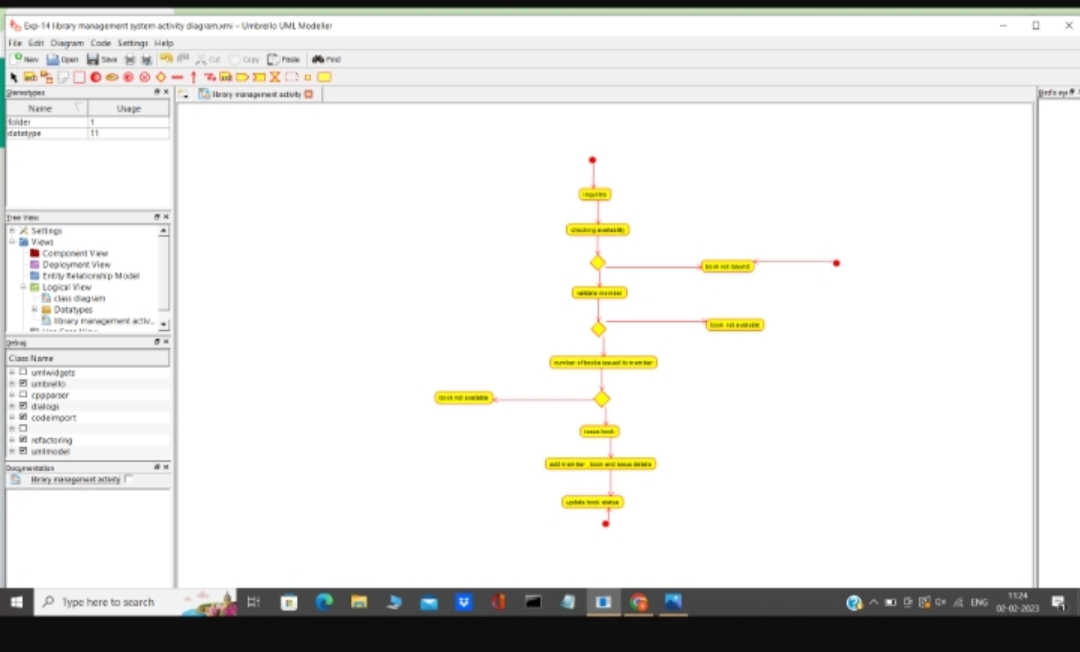 Exp-14 library management system activity diagram.xmi – Umbrello UML Modeller
File Edit Diagram Code Settings Help
New Open Save Cut Copy Paste Find
Stereotypes
library management activity
Bird's eye
Name Usage
folder 1
datatype 11
Tree View
Settings
Views
Component View
Deployment View
Entity Relationship Model
Logical View
class diagram
Datatypes
library management activ...
Debug
Class Name
umlwidgets
umbrello
cppparser
dialogs
codeimport
refactoring
umlmodel
Documentation
library management activity
inquiries
checking availability
book not issued
validate member
book not available
number of books issued to member
book not available
issue book
add member , book and issue details
update book status
Type here to search
ENG
11:24
02-02-2023